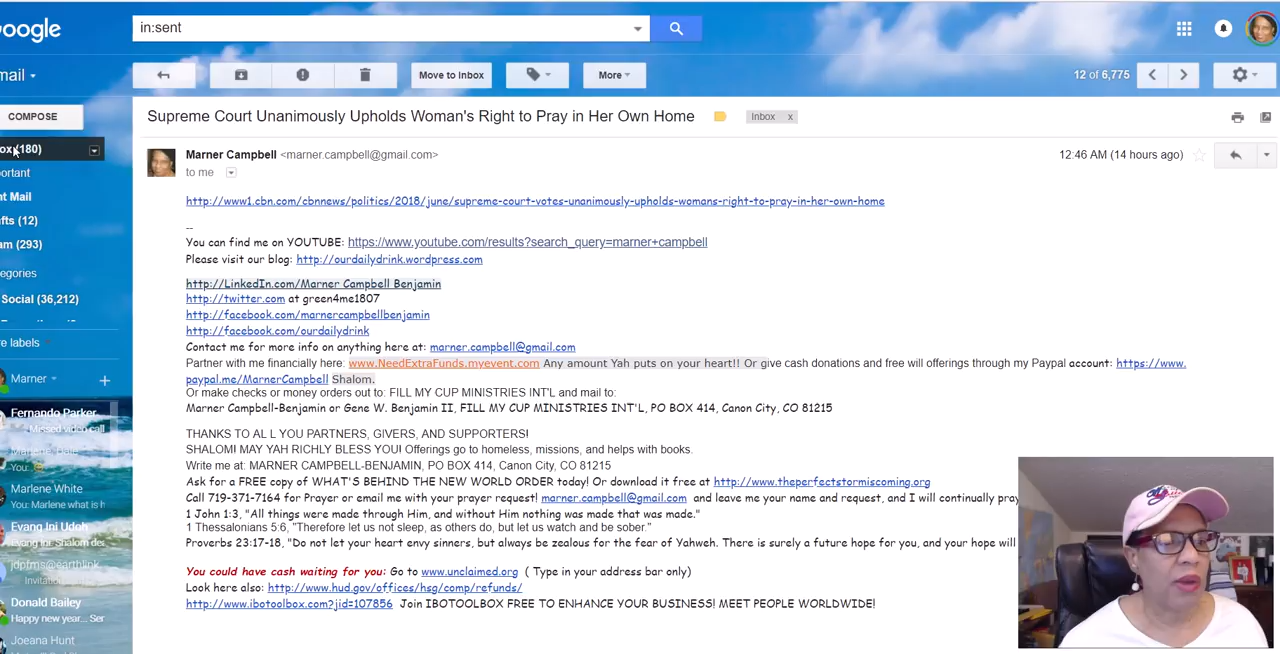 Google
in:sent
mail
Move to Inbox
More
12 of 6,775
COMPOSE
Supreme Court Unanimously Upholds Woman's Right to Pray in Her Own Home
Inbox x
ox (180)
Marner Campbell <marner.campbell@gmail.com>
12:46 AM (14 hours ago)
to me
ortant
nt Mail
fts (12)
am (293)
egories
Social (36,212)
re labels
Marner
Fernando Parker
Missed video call
You:
Marlene White
You: Marlene what is h
Evang Ini Udoh
Evang Ini: Shalom des
jdpfms@earthlink.
Invitation
Donald Bailey
Happy new year... Ser
Joeana Hunt
http://www1.cbn.com/cbnnews/politics/2018/june/supreme-court-votes-unanimously-upholds-womans-right-to-pray-in-her-own-home
--
You can find me on YOUTUBE: https://www.youtube.com/results?search_query=marner+campbell
Please visit our blog: http://ourdailydrink.wordpress.com
http://LinkedIn.com/Marner Campbell Benjamin
http://twitter.com at green4me1807
http://facebook.com/marnercampbellbenjamin
http://facebook.com/ourdailydrink
Contact me for more info on anything here at: marner.campbell@gmail.com
Partner with me financially here: www.NeedExtraFunds.myevent.com Any amount Yah puts on your heart!! Or give cash donations and free will offerings through my Paypal account: https://www.
paypal.me/MarnerCampbell Shalom.
Or make checks or money orders out to: FILL MY CUP MINISTRIES INT'L and mail to:
Marner Campbell-Benjamin or Gene W. Benjamin II, FILL MY CUP MINISTRIES INT'L, PO BOX 414, Canon City, CO 81215
THANKS TO AL L YOU PARTNERS, GIVERS, AND SUPPORTERS!
SHALOM! MAY YAH RICHLY BLESS YOU! Offerings go to homeless, missions, and helps with books.
Write me at: MARNER CAMPBELL-BENJAMIN, PO BOX 414, Canon City, CO 81215
Ask for a FREE copy of WHAT'S BEHIND THE NEW WORLD ORDER today! Or download it free at http://www.theperfectstormiscoming.org
Call 719-371-7164 for Prayer or email me with your prayer request! marner.campbell@gmail.com and leave me your name and request, and I will continually pray
1 John 1:3, "All things were made through Him, and without Him nothing was made that was made."
1 Thessalonians 5:6, "Therefore let us not sleep, as others do, but let us watch and be sober."
Proverbs 23:17-18, "Do not let your heart envy sinners, but always be zealous for the fear of Yahweh. There is surely a future hope for you, and your hope will
You could have cash waiting for you: Go to www.unclaimed.org ( Type in your address bar only)
Look here also: http://www.hud.gov/offices/hsg/comp/refunds/
http://www.ibotoolbox.com?jid=107856 Join IBOTOOLBOX FREE TO ENHANCE YOUR BUSINESS! MEET PEOPLE WORLDWIDE!